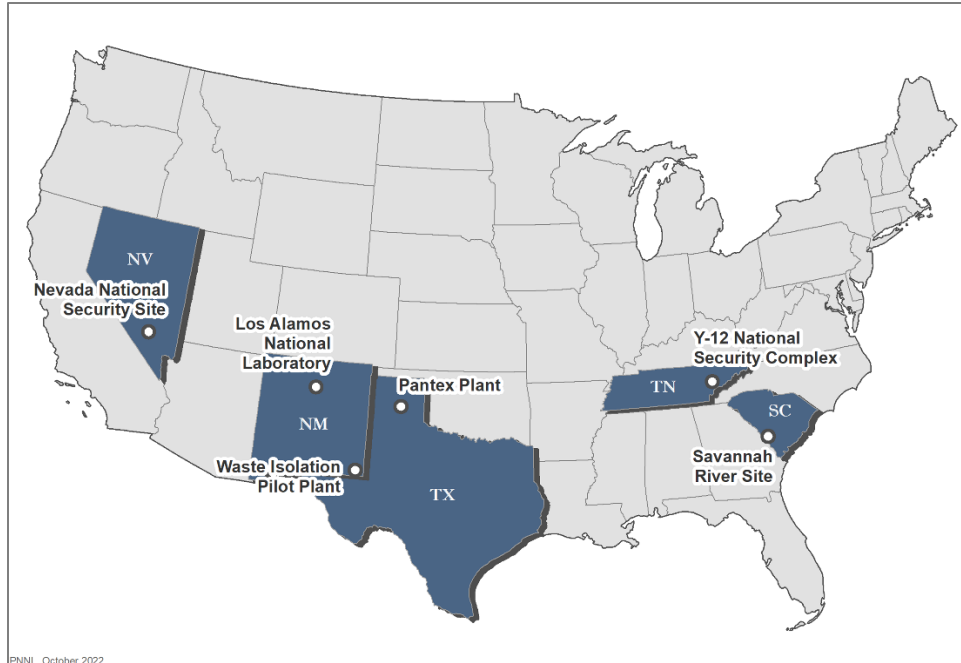 NV
Nevada National
Security Site
Los Alamos
National
Laboratory
NM
Waste Isolation
Pilot Plant
Pantex Plant
TX
Y-12 National
Security Complex
TN
SC
Savannah
River Site
PNNL October 2022